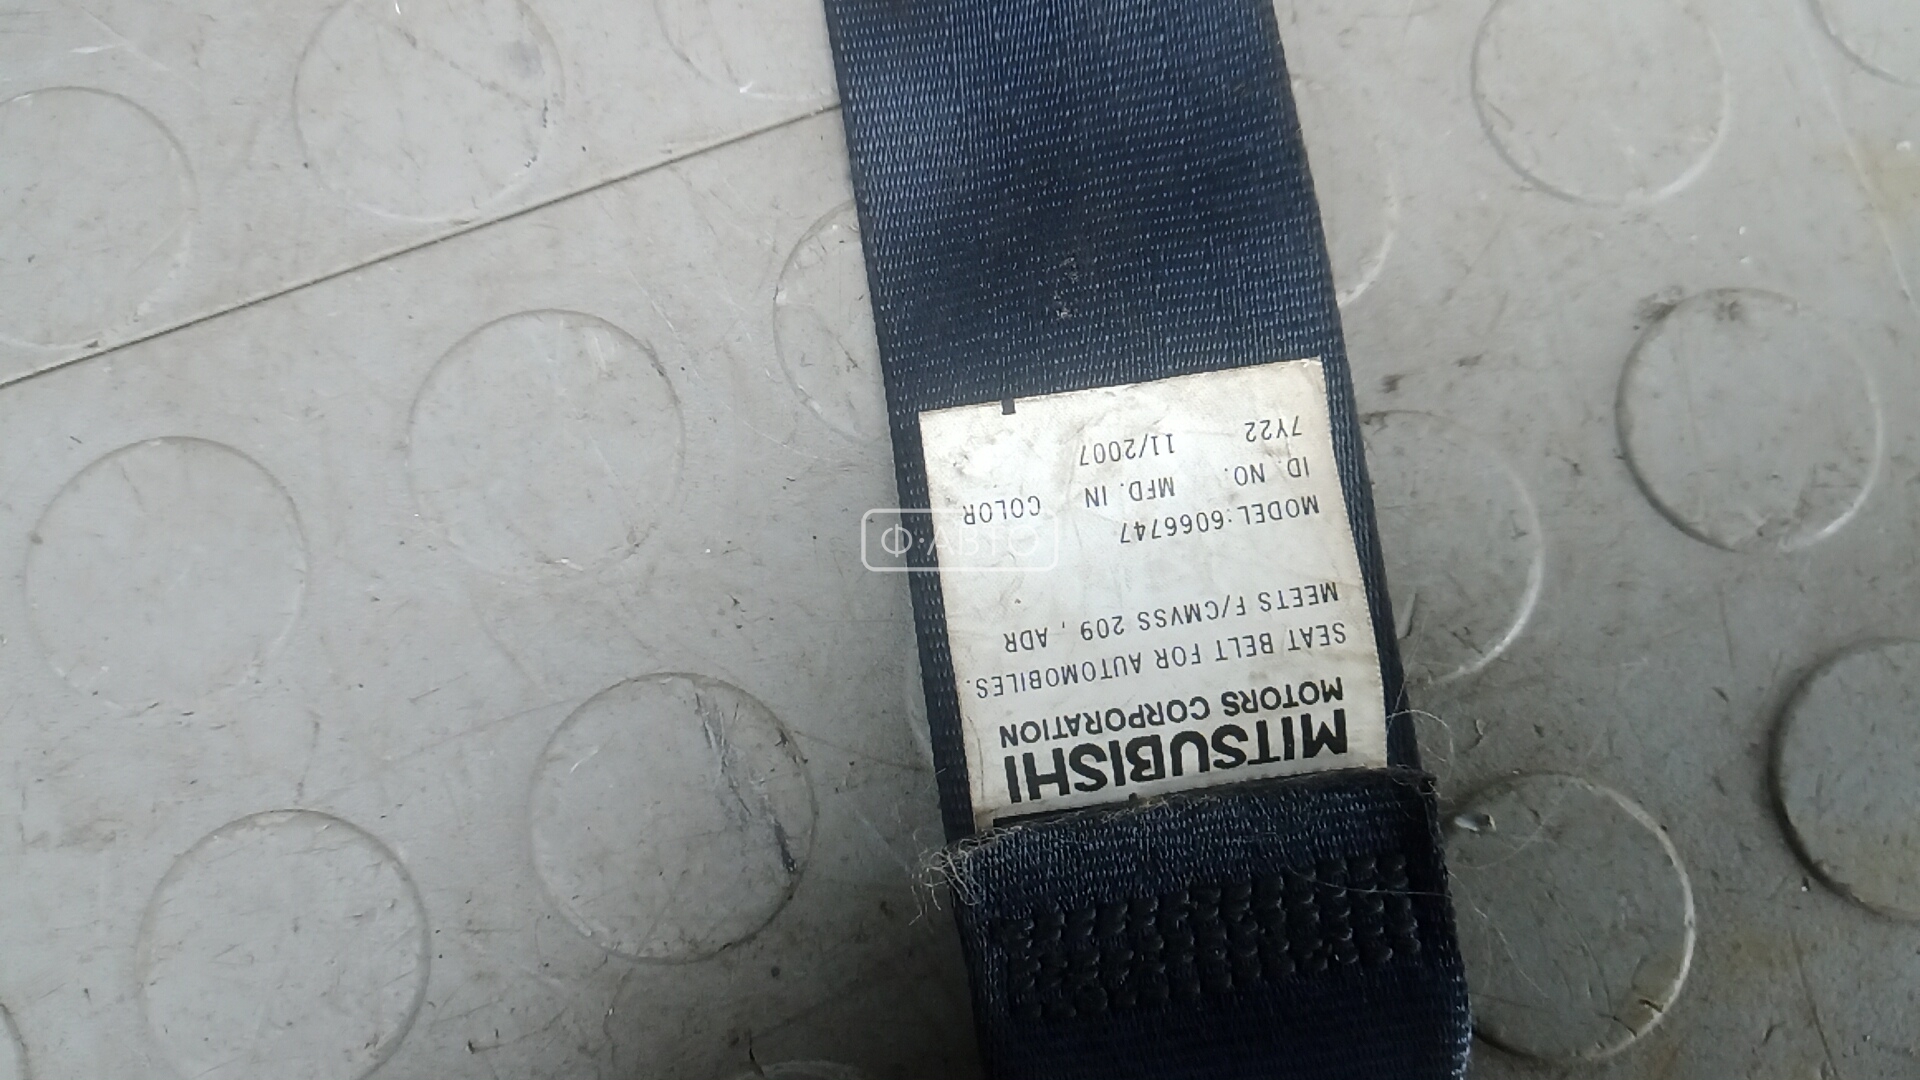 MITSUBISHI
MOTORS CORPORATION
SEAT BELT FOR AUTOMOBILES.
MEETS F/CMVSS 209 , ADR
MODEL:6066747
ID. NO. MFD. IN COLOR
7Y22 11/2007
Ф·АВТО